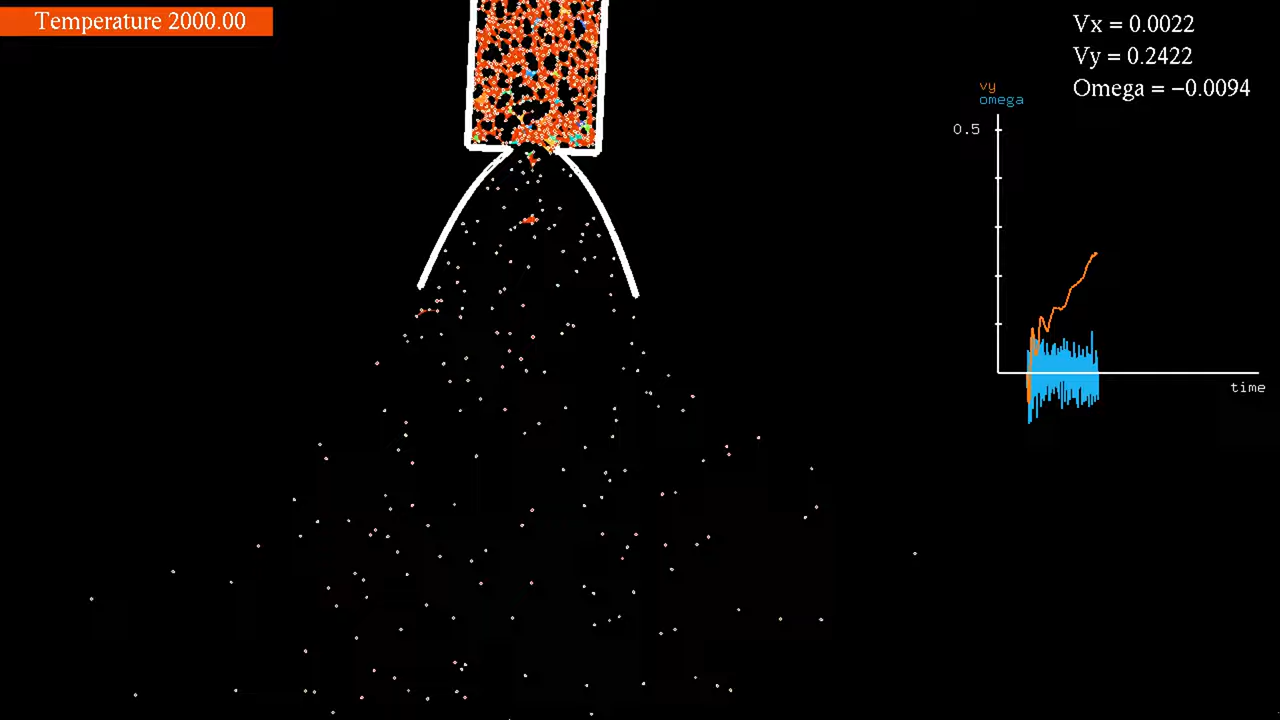 Temperature 2000.00
Vx = 0.0022
Vy = 0.2422
Omega = −0.0094
vy
omega
0.5
time